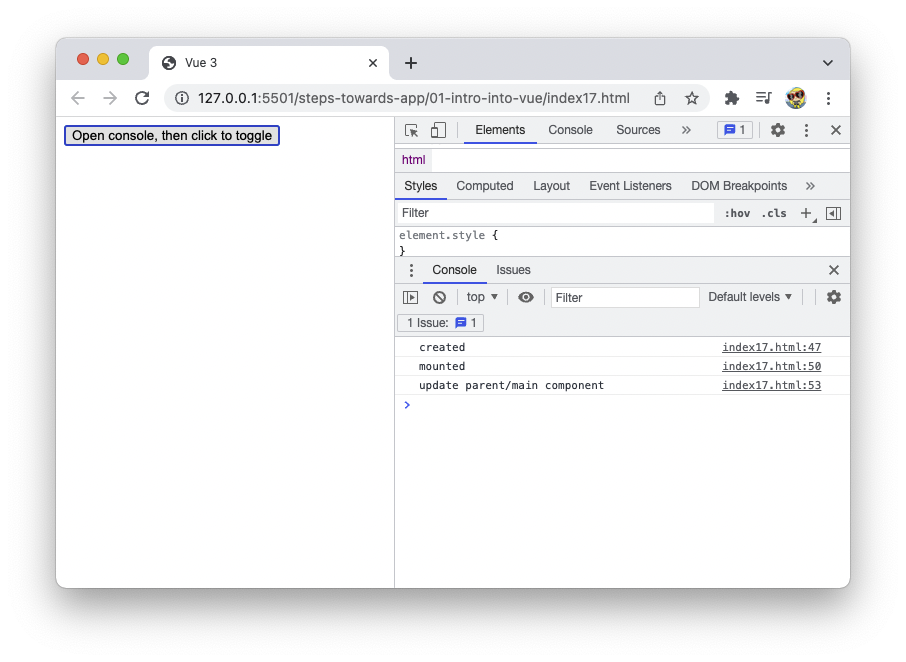 Vue 3
127.0.0.1:5501/steps-towards-app/01-intro-into-vue/index17.html
Open console, then click to toggle
Elements Console Sources » 1
html
Styles Computed Layout Event Listeners DOM Breakpoints »
Filter :hov .cls +
element.style {
}
Console Issues
top ▼ Filter Default levels ▼
1 Issue: 1
created index17.html:47
mounted index17.html:50
update parent/main component index17.html:53
>